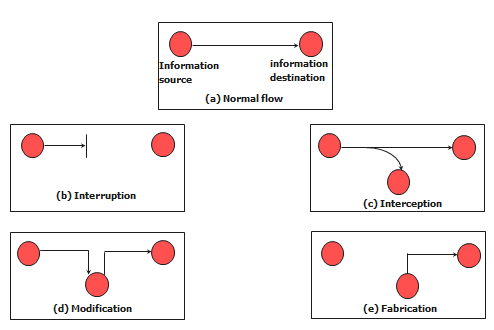 Information
source
information
destination
(a) Normal flow
(b) Interruption
(c) Interception
(d) Modification
(e) Fabrication